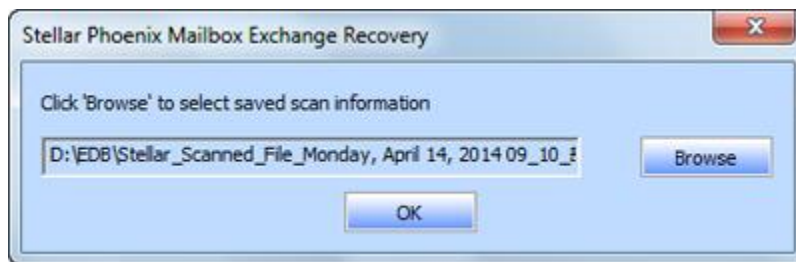 Stellar Phoenix Mailbox Exchange Recovery
Click 'Browse' to select saved scan information
D:\EDB\Stellar_Scanned_File_Monday, April 14, 2014 09_10_
Browse
OK